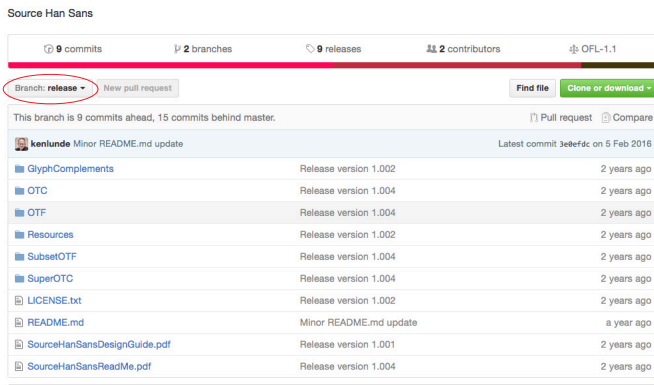 Source Han Sans
9 commits 2 branches 9 releases 2 contributors OFL-1.1
Branch: release New pull request Find file Clone or download
This branch is 9 commits ahead, 15 commits behind master. Pull request Compare
kenlunde Minor README.md update Latest commit 3e0efdc on 5 Feb 2016
GlyphComplements Release version 1.002 2 years ago
OTC Release version 1.004 2 years ago
OTF Release version 1.004 2 years ago
Resources Release version 1.002 2 years ago
SubsetOTF Release version 1.004 2 years ago
SuperOTC Release version 1.004 2 years ago
LICENSE.txt Release version 1.002 2 years ago
README.md Minor README.md update a year ago
SourceHanSansDesignGuide.pdf Release version 1.001 2 years ago
SourceHanSansReadMe.pdf Release version 1.004 2 years ago